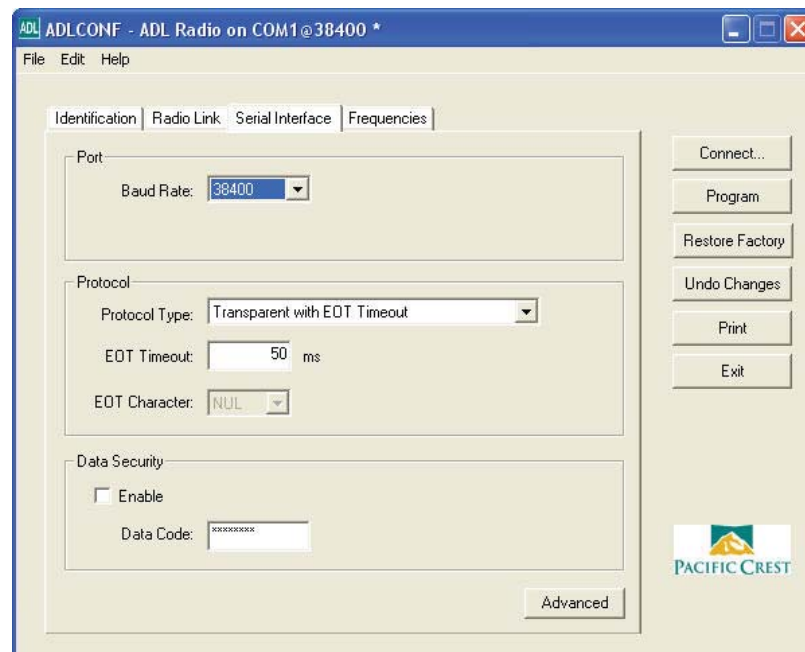 ADL ADLCONF - ADL Radio on COM1@38400 *
File Edit Help
Identification Radio Link Serial Interface Frequencies
Port
Baud Rate: 38400
Protocol
Protocol Type: Transparent with EOT Timeout
EOT Timeout: 50 ms
EOT Character: NUL
Data Security
Enable
Data Code: ********
Advanced
Connect...
Program
Restore Factory
Undo Changes
Print
Exit
PACIFIC CREST